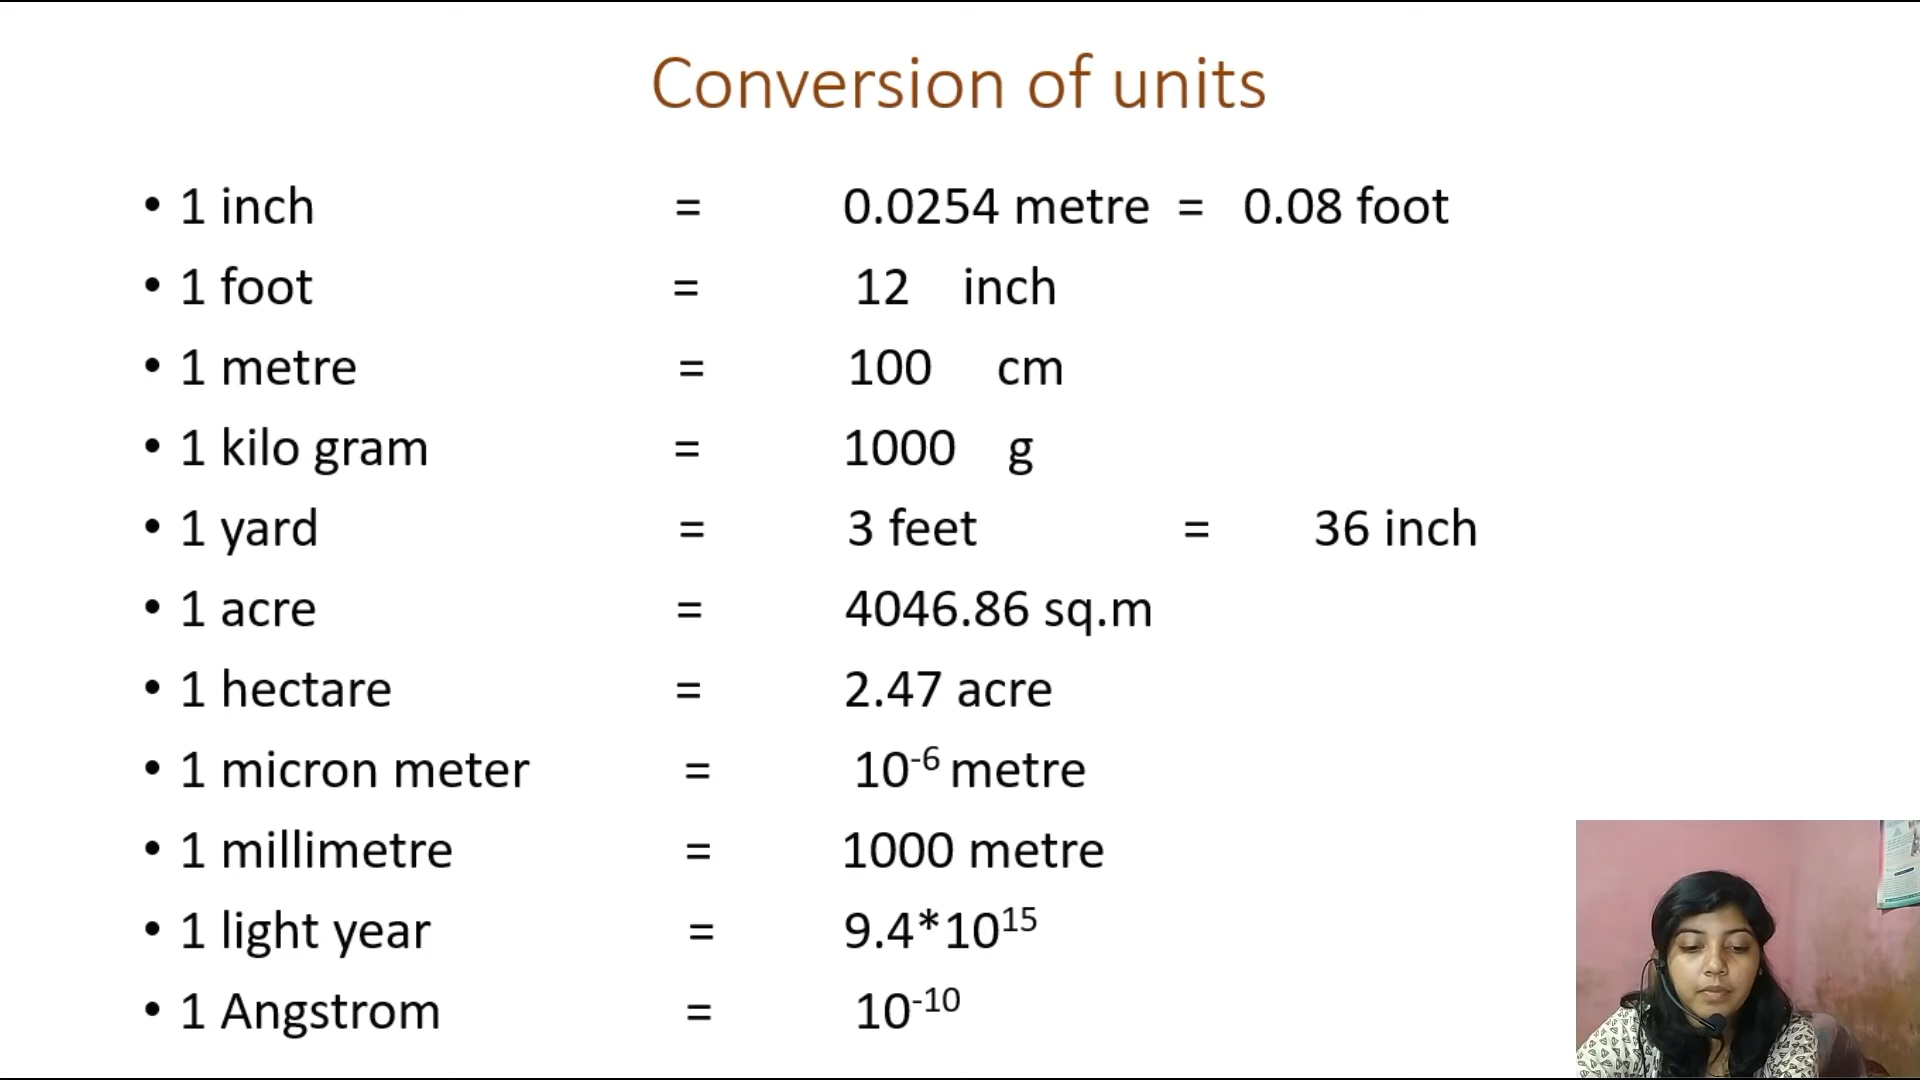 Conversion of units
• 1 inch = 0.0254 metre = 0.08 foot
• 1 foot = 12 inch
• 1 metre = 100 cm
• 1 kilo gram = 1000 g
• 1 yard = 3 feet = 36 inch
• 1 acre = 4046.86 sq.m
• 1 hectare = 2.47 acre
• 1 micron meter = 10⁻⁶ metre
• 1 millimetre = 1000 metre
• 1 light year = 9.4*10¹⁵
• 1 Angstrom = 10⁻¹⁰